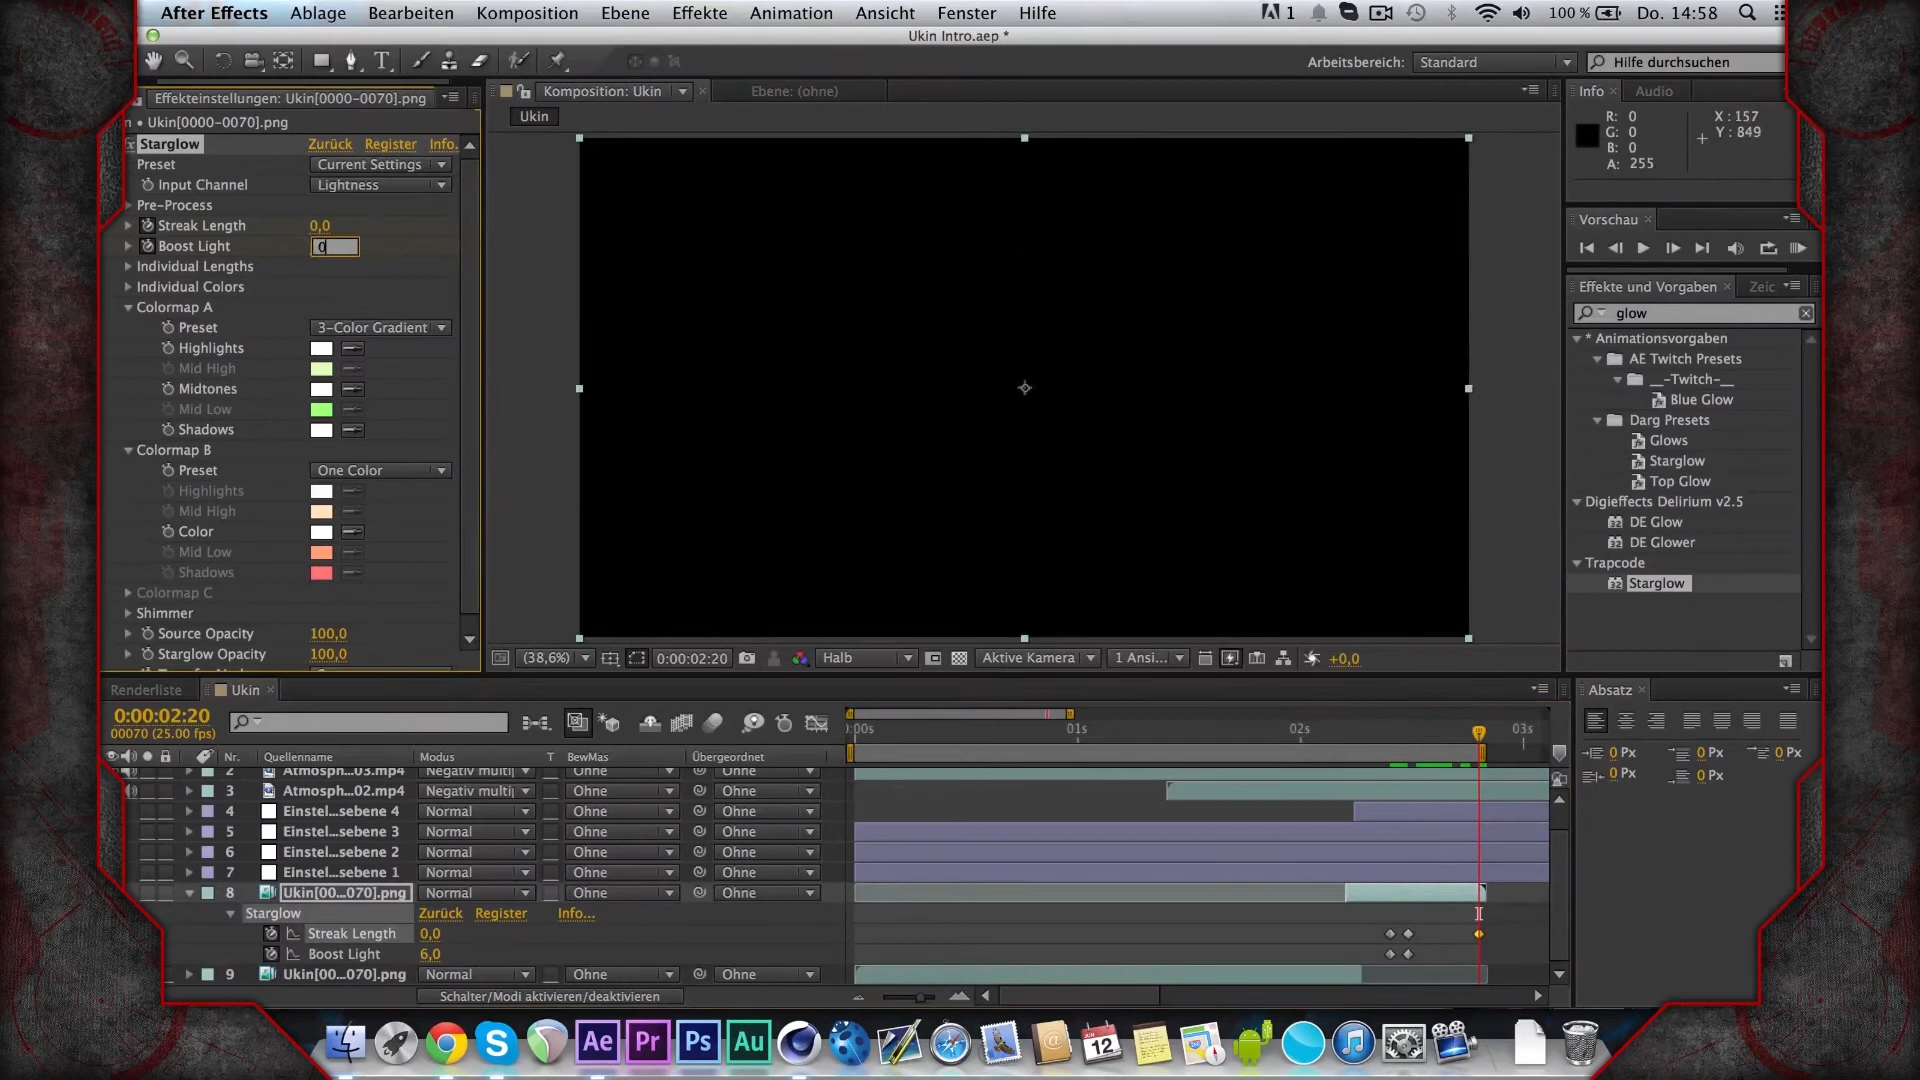 After Effects Ablage Bearbeiten Komposition Ebene Effekte Animation Ansicht Fenster Hilfe 1 100 % Do. 14:58
Ukin Intro.aep *
T Arbeitsbereich: Standard Hilfe durchsuchen
Effekteinstellungen: Ukin[0000-0070].png
Komposition: Ukin
Ebene: (ohne)
Info
Audio
n • Ukin[0000-0070].png
Ukin
R: 0
G: 0
B: 0
A: 255
X : 157
Y : 849
Starglow Zurück Register Info.
Preset Current Settings
Input Channel Lightness
Pre-Process
Streak Length 0,0
Boost Light 0
Individual Lengths
Individual Colors
Colormap A
Preset 3-Color Gradient
Highlights
Mid High
Midtones
Mid Low
Shadows
Colormap B
Preset One Color
Highlights
Mid High
Color
Mid Low
Shadows
Colormap C
Shimmer
Source Opacity 100,0
Starglow Opacity 100,0
Vorschau
Effekte und Vorgaben Zeic
glow
* Animationsvorgaben
AE Twitch Presets
__-Twitch-__
Blue Glow
Darg Presets
Glows
Starglow
Top Glow
Digieffects Delirium v2.5
32 DE Glow
32 DE Glower
Trapcode
32 Starglow
(38,6%) 0:00:02:20 Halb Aktive Kamera 1 Ansi... +0,0
Renderliste Ukin
Absatz
0:00:02:20
00070 (25.00 fps)
:00s 01s 02s 03s
Nr. Quellenname Modus T BewMas Übergeordnet
2 Atmosph...03.mp4 Negativ multi Ohne Ohne
3 Atmosph...02.mp4 Negativ multi Ohne Ohne
4 Einstel...sebene 4 Normal Ohne Ohne
5 Einstel...sebene 3 Normal Ohne Ohne
6 Einstel...sebene 2 Normal Ohne Ohne
7 Einstel...sebene 1 Normal Ohne Ohne
8 Ukin[00...070].png Normal Ohne Ohne
Starglow Zurück Register Info...
Streak Length 0,0
Boost Light 6,0
9 Ukin[00...070].png Normal Ohne Ohne
Schalter/Modi aktivieren/deaktivieren
0 Px 0 Px 0 Px
0 Px 0 Px
Ae Pr Ps Au 12